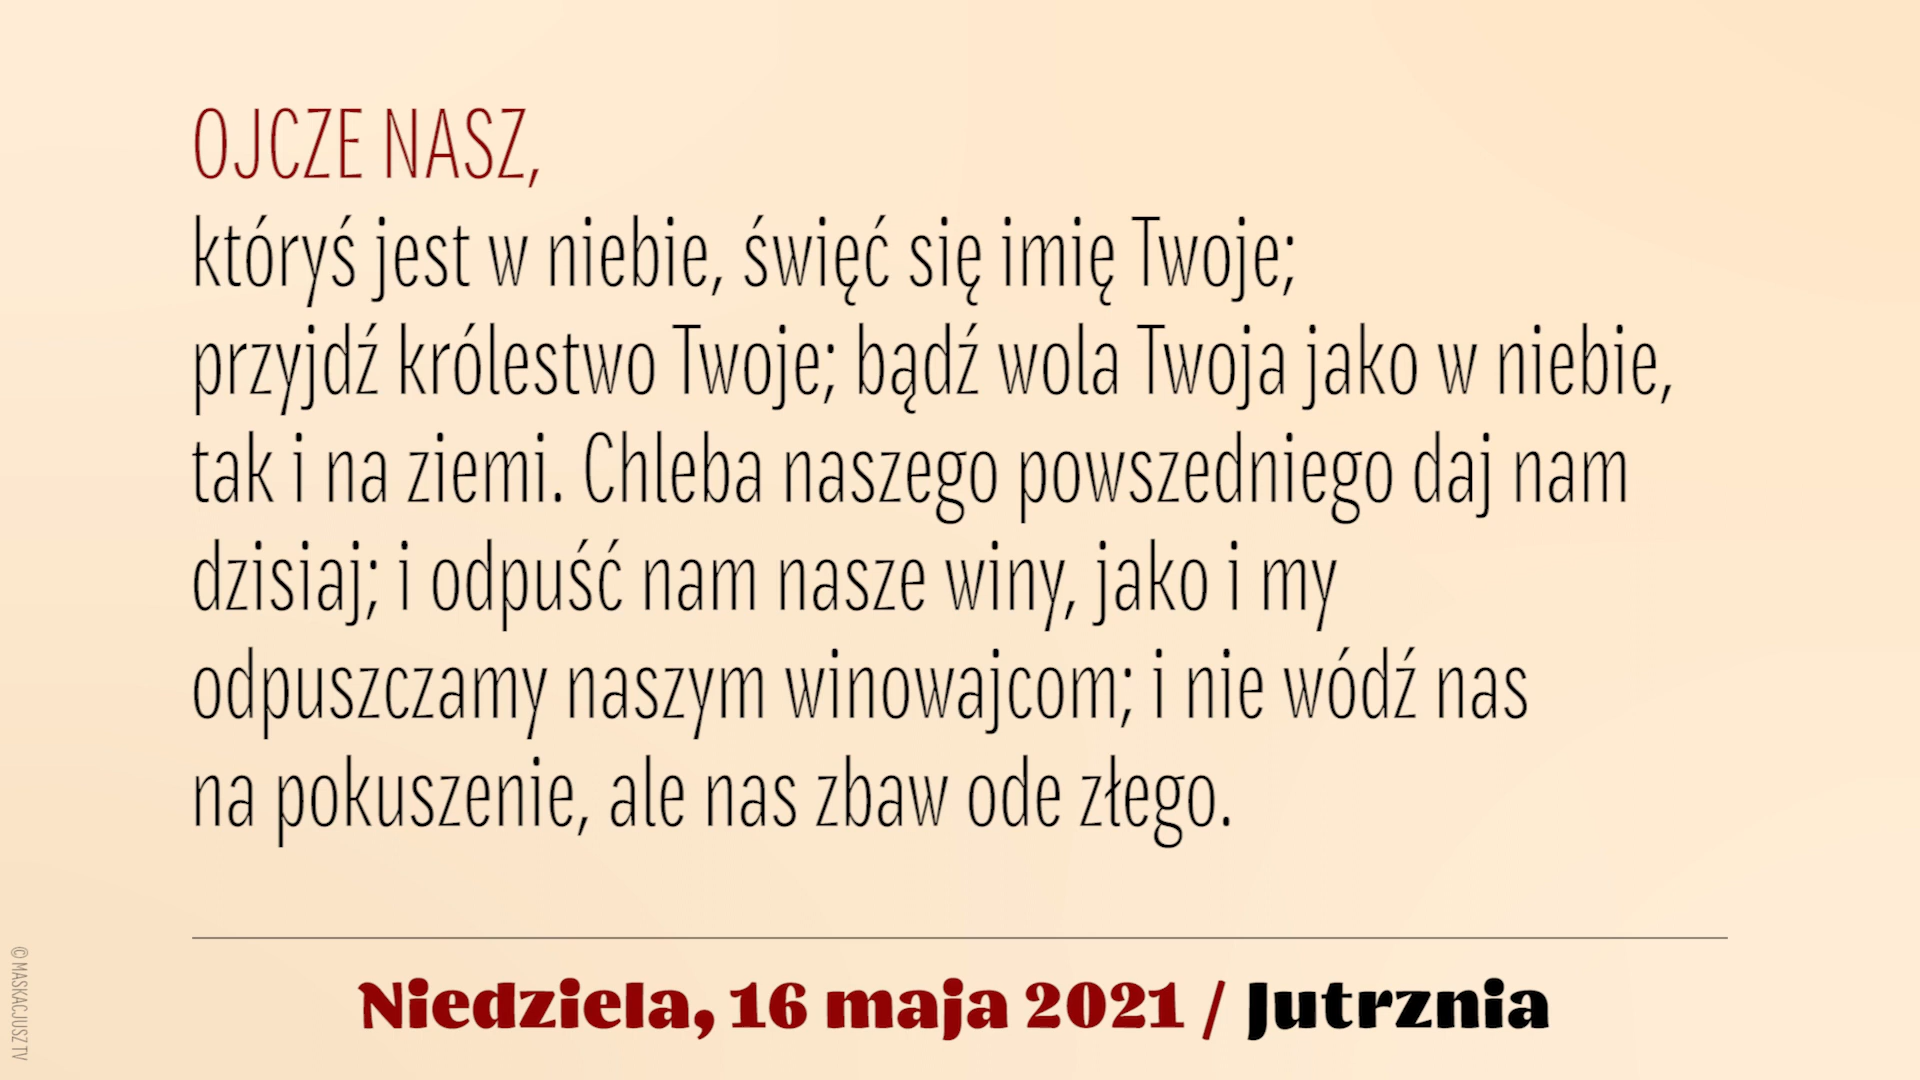 OJCZE NASZ,
któryś jest w niebie, święć się imię Twoje;
przyjdź królestwo Twoje; bądź wola Twoja jako w niebie,
tak i na ziemi. Chleba naszego powszedniego daj nam
dzisiaj; i odpuść nam nasze winy, jako i my
odpuszczamy naszym winowajcom; i nie wódź nas
na pokuszenie, ale nas zbaw ode złego.
Niedziela, 16 maja 2021 / Jutrznia
© MASKACJUSZ TV